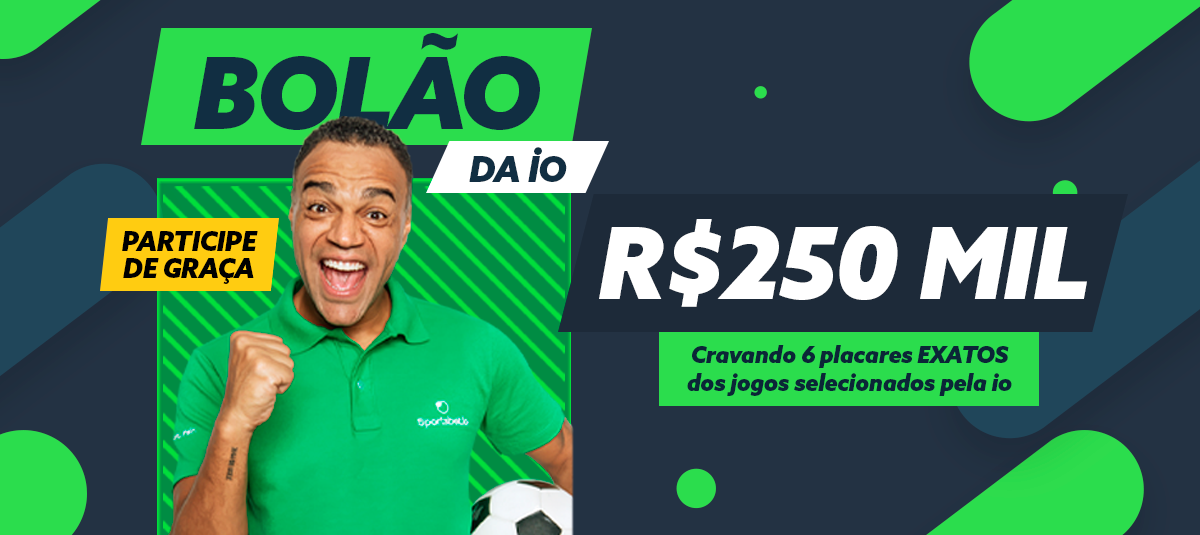 BOLÃO
DA io
PARTICIPE
DE GRAÇA
R$250 MIL
Cravando 6 placares EXATOS
dos jogos selecionados pela io